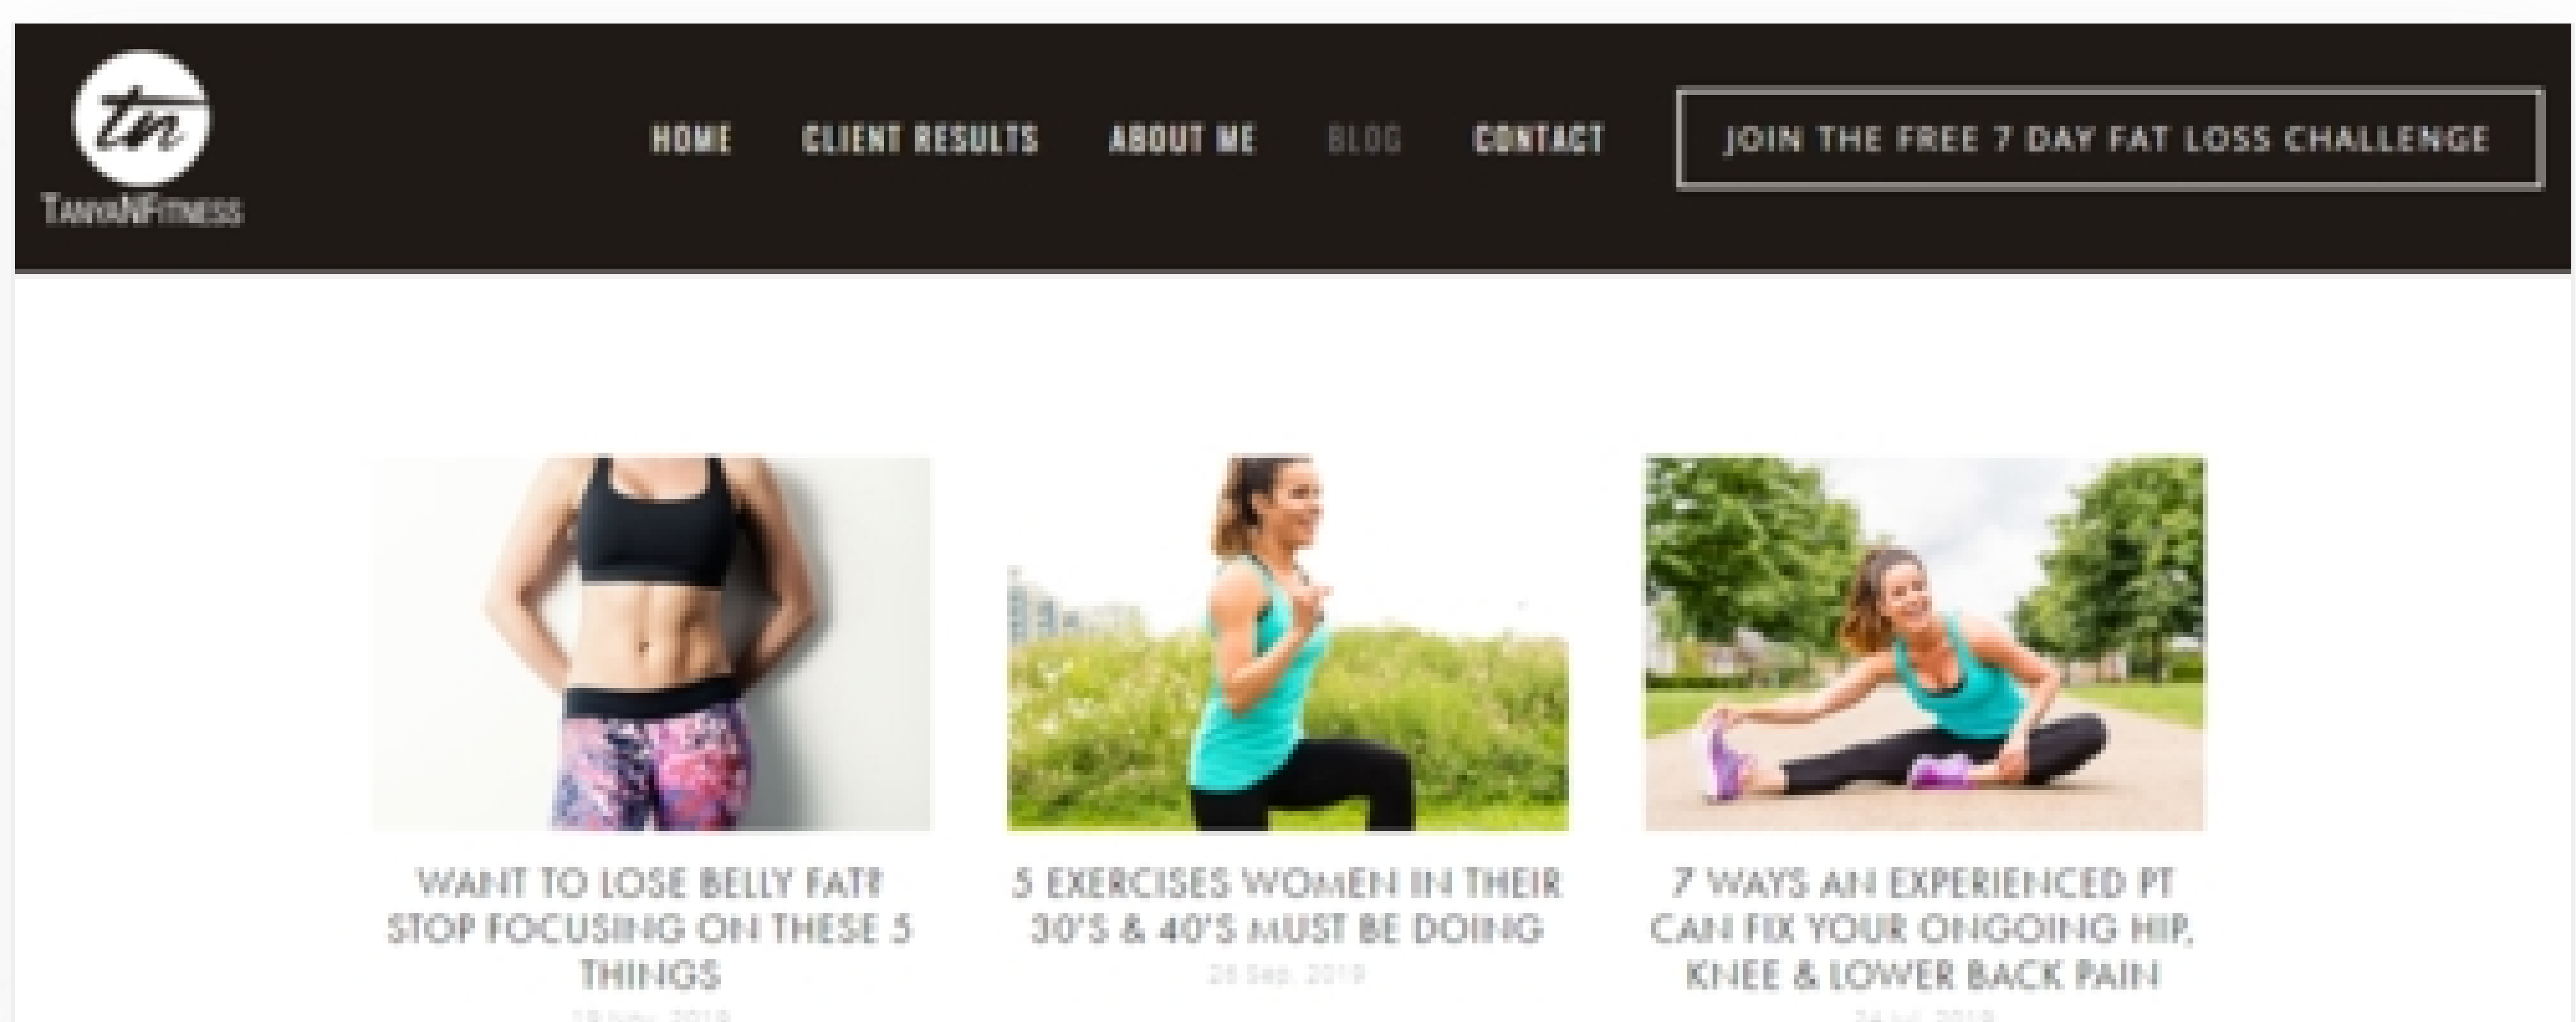 tn
TANYANFITNESS
HOME CLIENT RESULTS ABOUT ME BLOG CONTACT JOIN THE FREE 7 DAY FAT LOSS CHALLENGE
WANT TO LOSE BELLY FAT?
STOP FOCUSING ON THESE 5
THINGS
5 EXERCISES WOMEN IN THEIR
30'S & 40'S MUST BE DOING
Sep, 2019
7 WAYS AN EXPERIENCED PT
CAN FIX YOUR ONGOING HIP,
KNEE & LOWER BACK PAIN